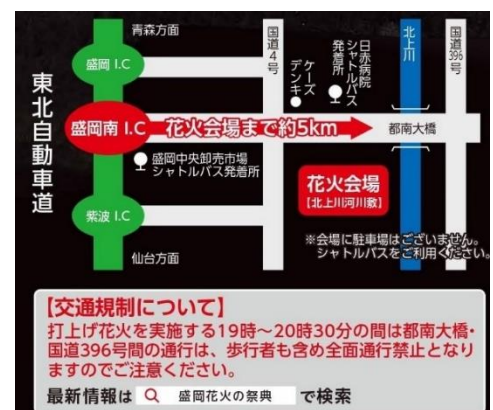 青森方面
盛岡 I.C
東北自動車道
国道4号
ケーズデンキ
日赤病院
シャトルバス
発着所
北上川
国道396号
盛岡南 I.C
花火会場まで約5km
都南大橋
盛岡中央卸売市場
シャトルバス発着所
花火会場
【北上川河川敷】
紫波 I.C
※会場に駐車場はございません。
シャトルバスをご利用ください。
仙台方面
【交通規制について】
打上げ花火を実施する19時～20時30分の間は都南大橋・
国道396号間の通行は、歩行者も含め全面通行禁止となり
ますのでご注意ください。
最新情報は 盛岡花火の祭典 で検索